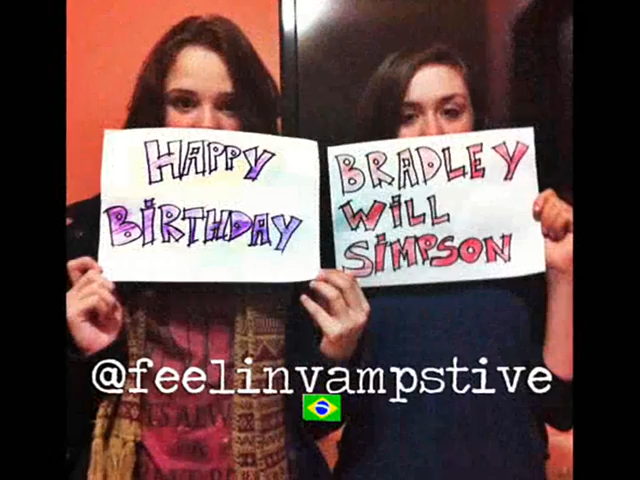 HAPPY
BIRTHDAY
BRADLEY
WILL
SIMPSON
@feelinvampstive